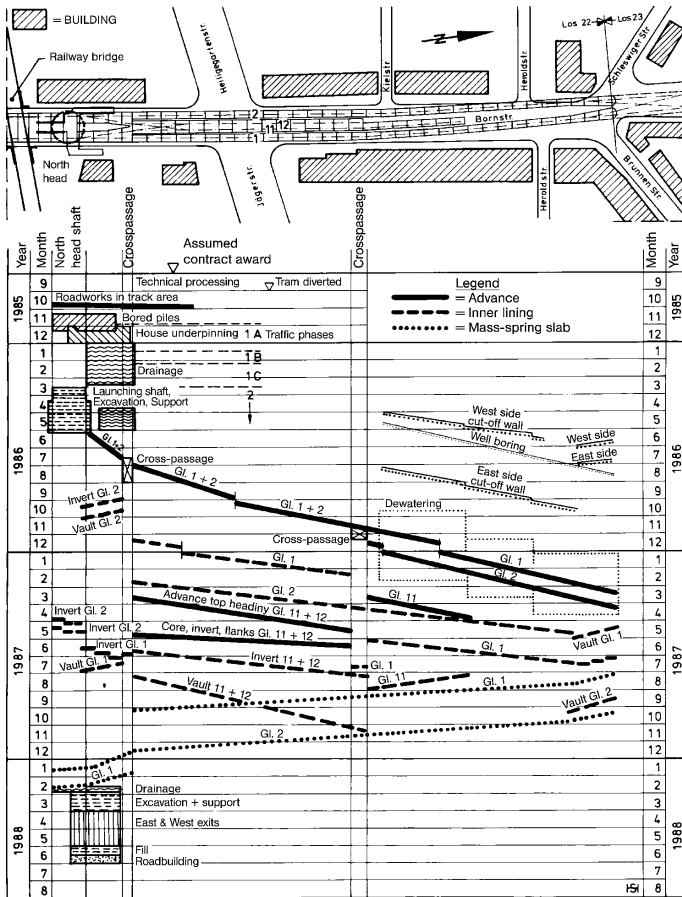 = BUILDING
Railway bridge
Heiligegartenstr.
Kielstr
Heroldstr
Los 22
Los 23
Schleswiger Str
N
2
11 12
1
Bornstr.
North
head
Jägerstr.
Herold str
Brunnen Str
Year
Month
North
head shaft
Crosspassage
Assumed
contract award
Crosspassage
Month
Year
1985
9
Technical processing
Tram diverted
9
1985
10
Roadworks in track area
10
11
Bored piles
11
12
House underpinning
1 A Traffic phases
12
Legend
= Advance
= Inner lining
= Mass-spring slab
1986
1
1 B
1
1986
2
Drainage
1 C
2
3
Launching shaft,
3
4
Excavation, Support
2
4
5
West side
cut-off wall
5
6
Gl. 1+2
Well boring
West side
6
7
Cross-passage
East side
7
8
Gl. 1 + 2
East side
cut-off wall
8
9
Invert Gl. 2
Gl. 1 + 2
Dewatering
9
10
Vault Gl. 2
10
11
11
12
Cross-passage
12
1987
1
Gl. 1
Gl. 1
1
1987
2
Gl. 2
Gl. 2
2
3
Advance top headiny Gl. 11 + 12
Gl. 11
3
4
Invert Gl. 2
4
5
Invert Gl. 2
Core, invert, flanks Gl. 11 + 12
Vault Gl. 1
5
6
Invert Gl. 1
Gl. 1
6
7
Vault Gl. 1
Invert 11 + 12
Gl. 1
7
8
Vault 11 + 12
Gl. 11
Gl. 1
8
9
Gl. 1
Vault Gl. 2
9
10
10
11
Gl. 2
11
12
12
1988
1
Gl. 1
1
1988
2
Drainage
2
3
Excavation + support
3
4
East & West exits
4
5
5
6
Fill
Roadbuilding
6
7
7
8
8